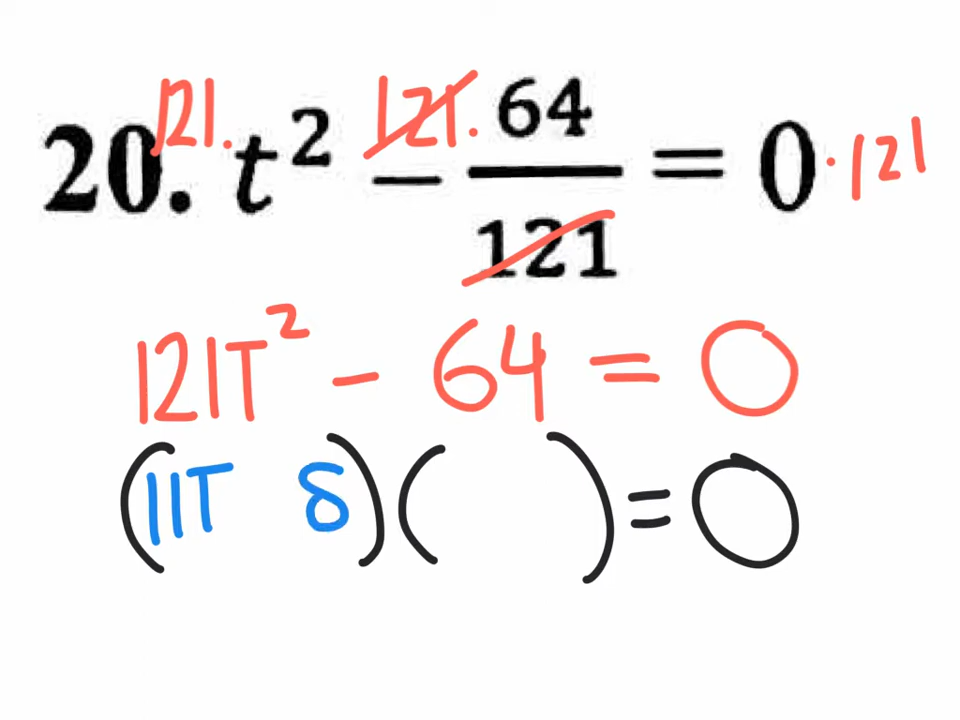 20. 121. t² − 121. 64/121 = 0 · 121
121T² − 64 = 0
(11T 8)( ) = 0